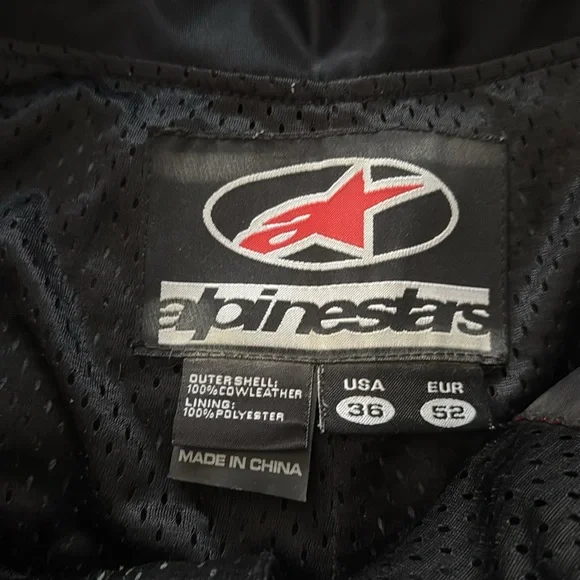 a
alpinestars
OUTER SHELL:
100%COWLEATHER
LINING:
100%POLYESTER
MADE IN CHINA
USA EUR
36 52